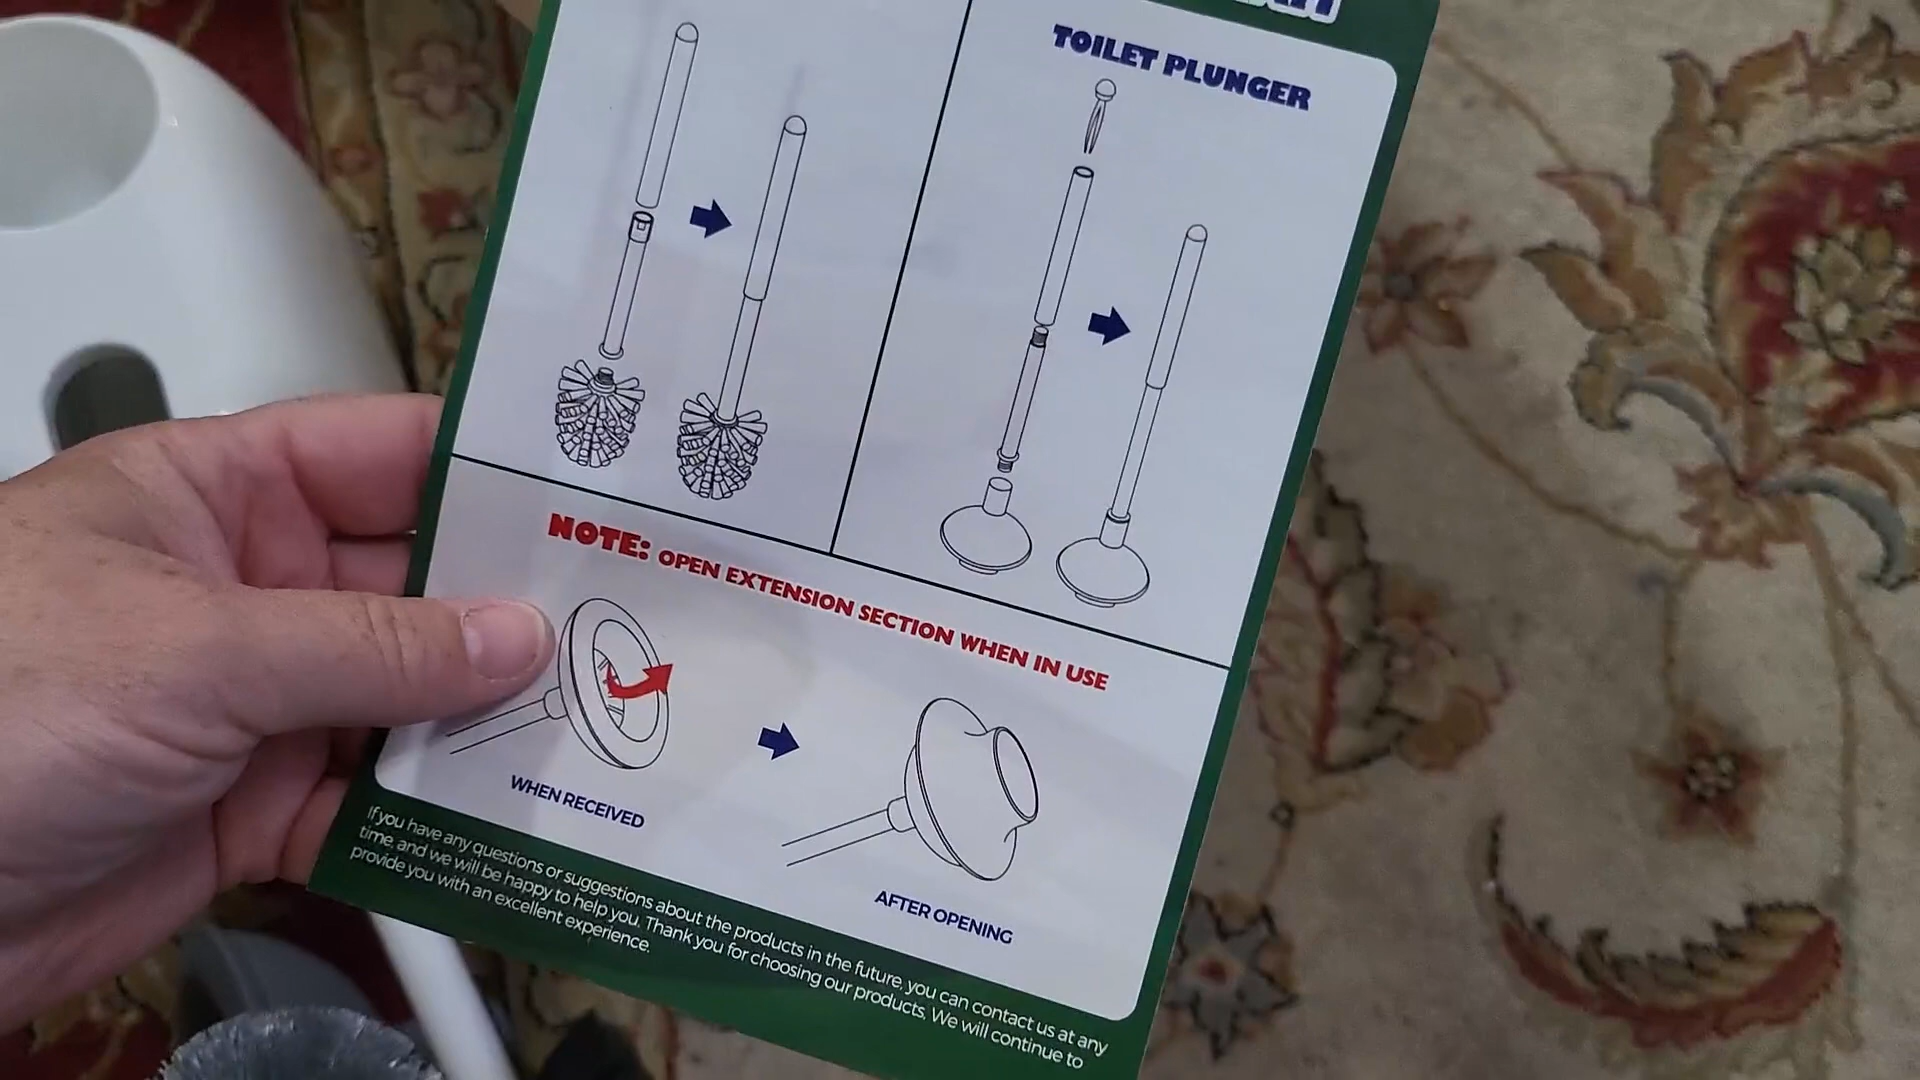 TOILET PLUNGER
NOTE: OPEN EXTENSION SECTION WHEN IN USE
WHEN RECEIVED
AFTER OPENING
If you have any questions or suggestions about the products in the future, you can contact us at any
time, and we will be happy to help you. Thank you for choosing our products, We will continue to
provide you with an excellent experience.